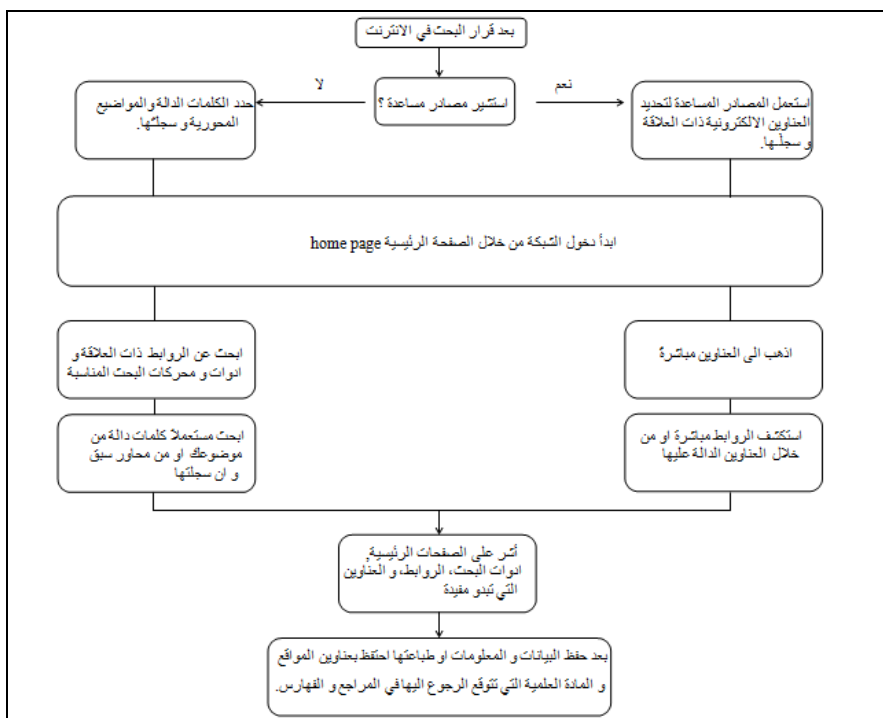 بعد قرار البحث في الانترنت
نعم
لا
استشير مصادر مساعدة ؟
استعمل المصادر المساعدة لتحديد
العناوين الالكترونية ذات العلاقة
و سجلّها.
حدد الكلمات الدالة والمواضيع
المحورية و سجلّها.
ابدأ دخول الشبكة من خلال الصفحة الرئيسية home page
اذهب الى العناوين مباشرةً
ابحث عن الروابط ذات العلاقة و
ادوات و محركات البحث المناسبة
استكشف الروابط مباشرة او من
خلال العناوين الدالة عليها
ابحث مستعملاً كلمات دالة من
موضوعك او من محاور سبق
و ان سجلتها
أشر على الصفحات الرئيسية,
ادوات البحث، الروابط، و العناوين
التي تبدو مفيدة
بعد حفظ البيانات و المعلومات او طباعتها احتفظ بعناوين المواقع
و المادة العلمية التي تتوقع الرجوع اليها في المراجع و الفهارس.